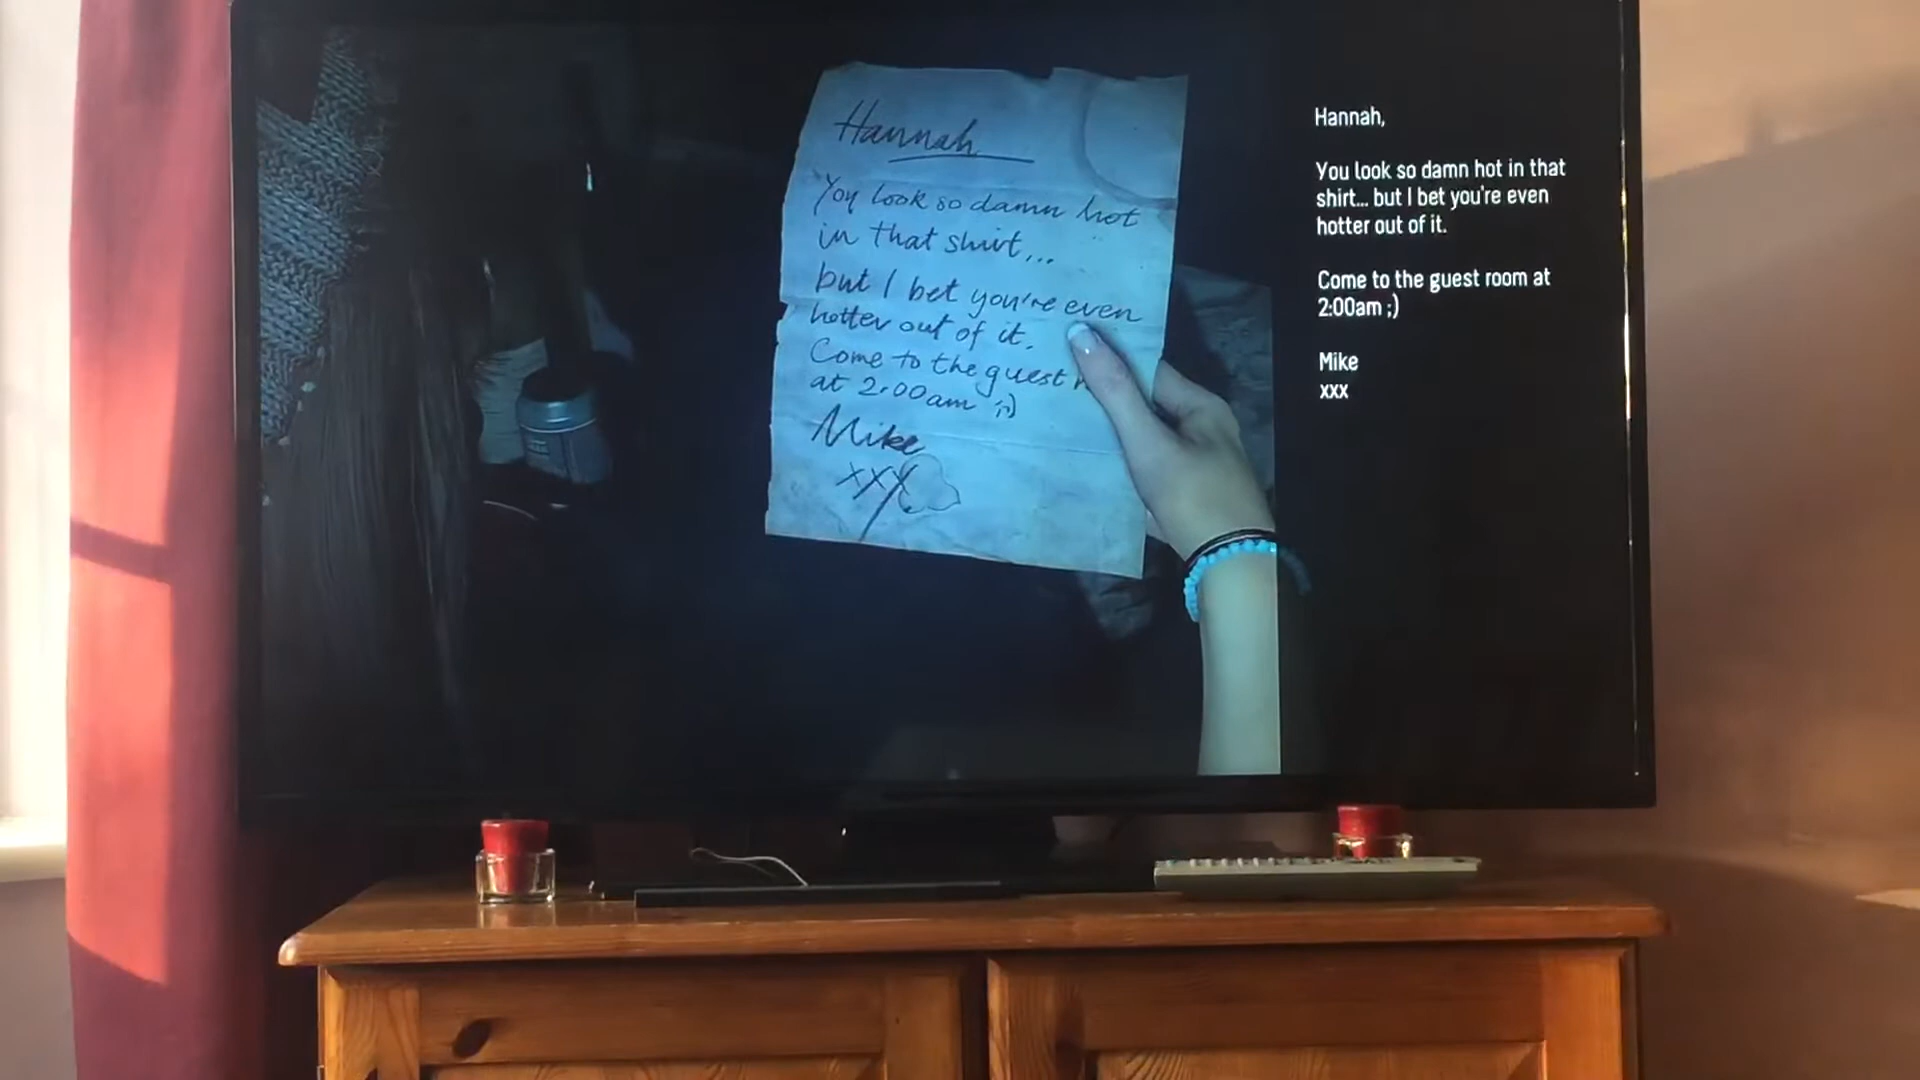 Hannah
You look so damn hot
in that shirt...
but I bet you're even
hotter out of it.
Come to the guest
at 2.00am ;)
Mike
xxx
Hannah,
You look so damn hot in that
shirt... but I bet you're even
hotter out of it.
Come to the guest room at
2:00am ;)
Mike
xxx